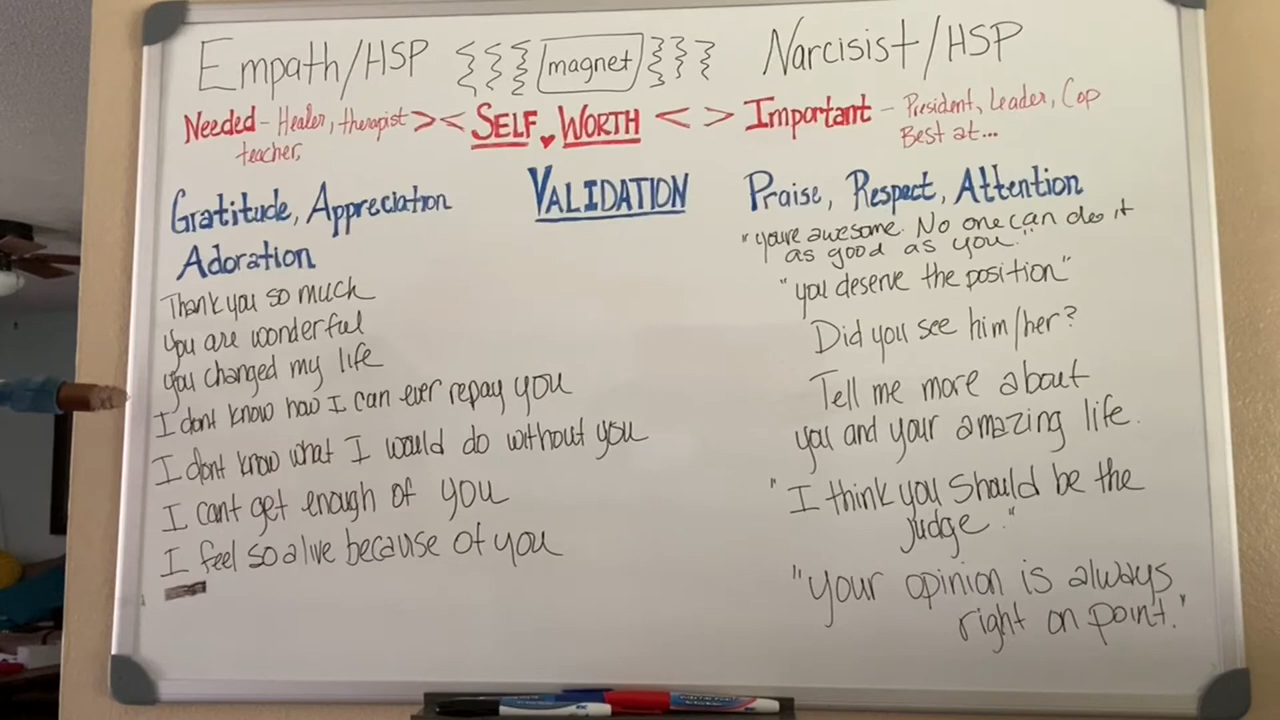 Empath/HSP {{{ magnet }}} Narcisist/HSP
Needed - Healer, therapist > < SELF ♥ WORTH < > Important - President, Leader, Cop
teacher,
Best at...
Gratitude, Appreciation
Adoration
VALIDATION
Praise, Respect, Attention
Thank you so much
You are wonderful
you changed my life
I dont know how I can ever repay you
I dont know what I would do without you
I cant get enough of you
I feel so alive because of you
"youre awesome. No one can do it
as good as you."
"you deserve the position"
Did you see him/her?
Tell me more about
you and your amazing life.
"I think you should be the
judge."
"Your opinion is always
right on point."